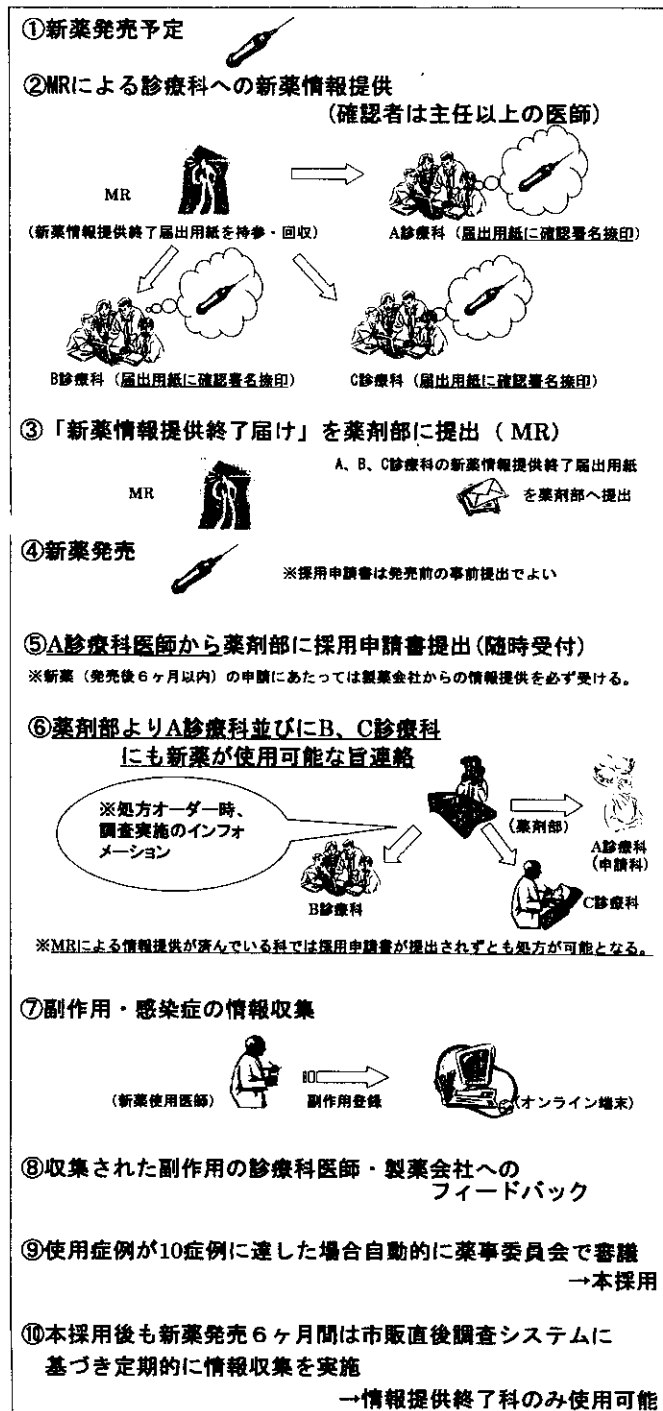 ①新薬発売予定
②MRによる診療科への新薬情報提供
(確認者は主任以上の医師)
MR
(新薬情報提供終了届出用紙を持参・回収)
A診療科（届出用紙に確認署名捺印）
B診療科（届出用紙に確認署名捺印）
C診療科（届出用紙に確認署名捺印）
③「新薬情報提供終了届け」を薬剤部に提出（MR）
MR
A、B、C診療科の新薬情報提供終了届出用紙
を薬剤部へ提出
④新薬発売
※採用申請書は発売前の事前提出でよい
⑤A診療科医師から薬剤部に採用申請書提出(随時受付)
※新薬（発売後６ヶ月以内）の申請にあたっては製薬会社からの情報提供を必ず受ける。
⑥薬剤部よりA診療科並びにB、C診療科
にも新薬が使用可能な旨連絡
※処方オーダー時、
調査実施のインフォ
メーション
(薬剤部)
A診療科
(申請科)
B診療科
C診療科
※MRによる情報提供が済んでいる科では採用申請書が提出されずとも処方が可能となる。
⑦副作用・感染症の情報収集
(新薬使用医師)
副作用登録
(オンライン端末)
⑧収集された副作用の診療科医師・製薬会社への
フィードバック
⑨使用症例が10症例に達した場合自動的に薬事委員会で審議
→本採用
⑩本採用後も新薬発売６ヶ月間は市販直後調査システムに
基づき定期的に情報収集を実施
→情報提供終了科のみ使用可能